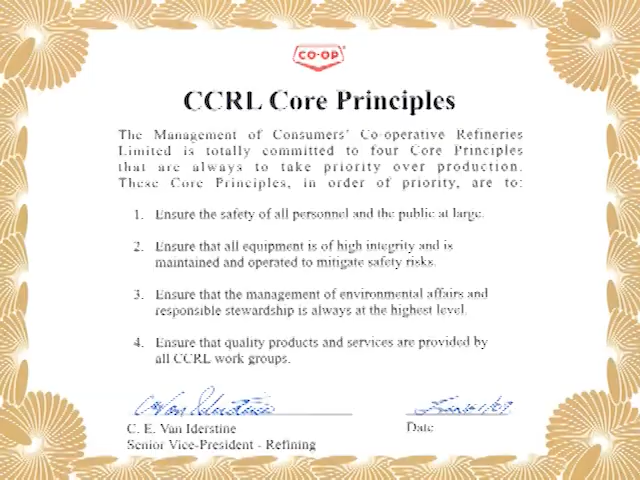 CO-OP
CCRL Core Principles
The Management of Consumers' Co-operative Refineries
Limited is totally committed to four Core Principles
that are always to take priority over production.
These Core Principles, in order of priority, are to:
1. Ensure the safety of all personnel and the public at large.
2. Ensure that all equipment is of high integrity and is
maintained and operated to mitigate safety risks.
3. Ensure that the management of environmental affairs and
responsible stewardship is always at the highest level.
4. Ensure that quality products and services are provided by
all CCRL work groups.
C Van Iderstine
C. E. Van Iderstine
Date
Senior Vice-President - Refining